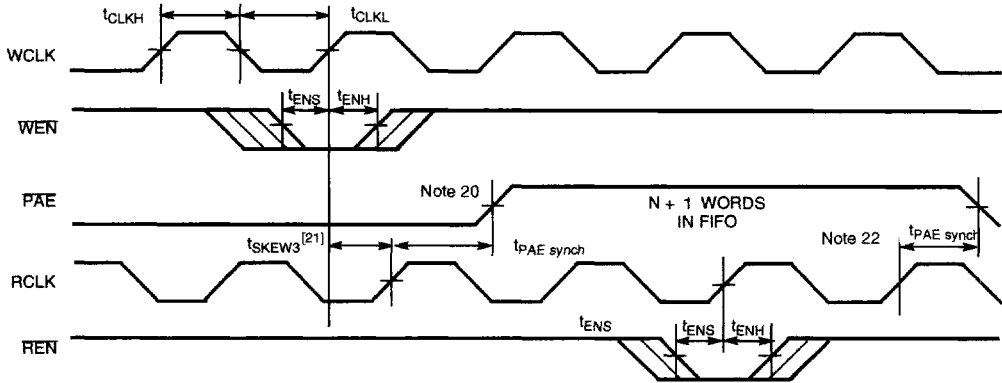 tCLKH tCLKL
WCLK
tENS tENH
WEN
Note 20
PAE
N + 1 WORDS
IN FIFO
tSKEW3 [21] tPAE synch Note 22 tPAE synch
RCLK
tENS tENS tENH
REN